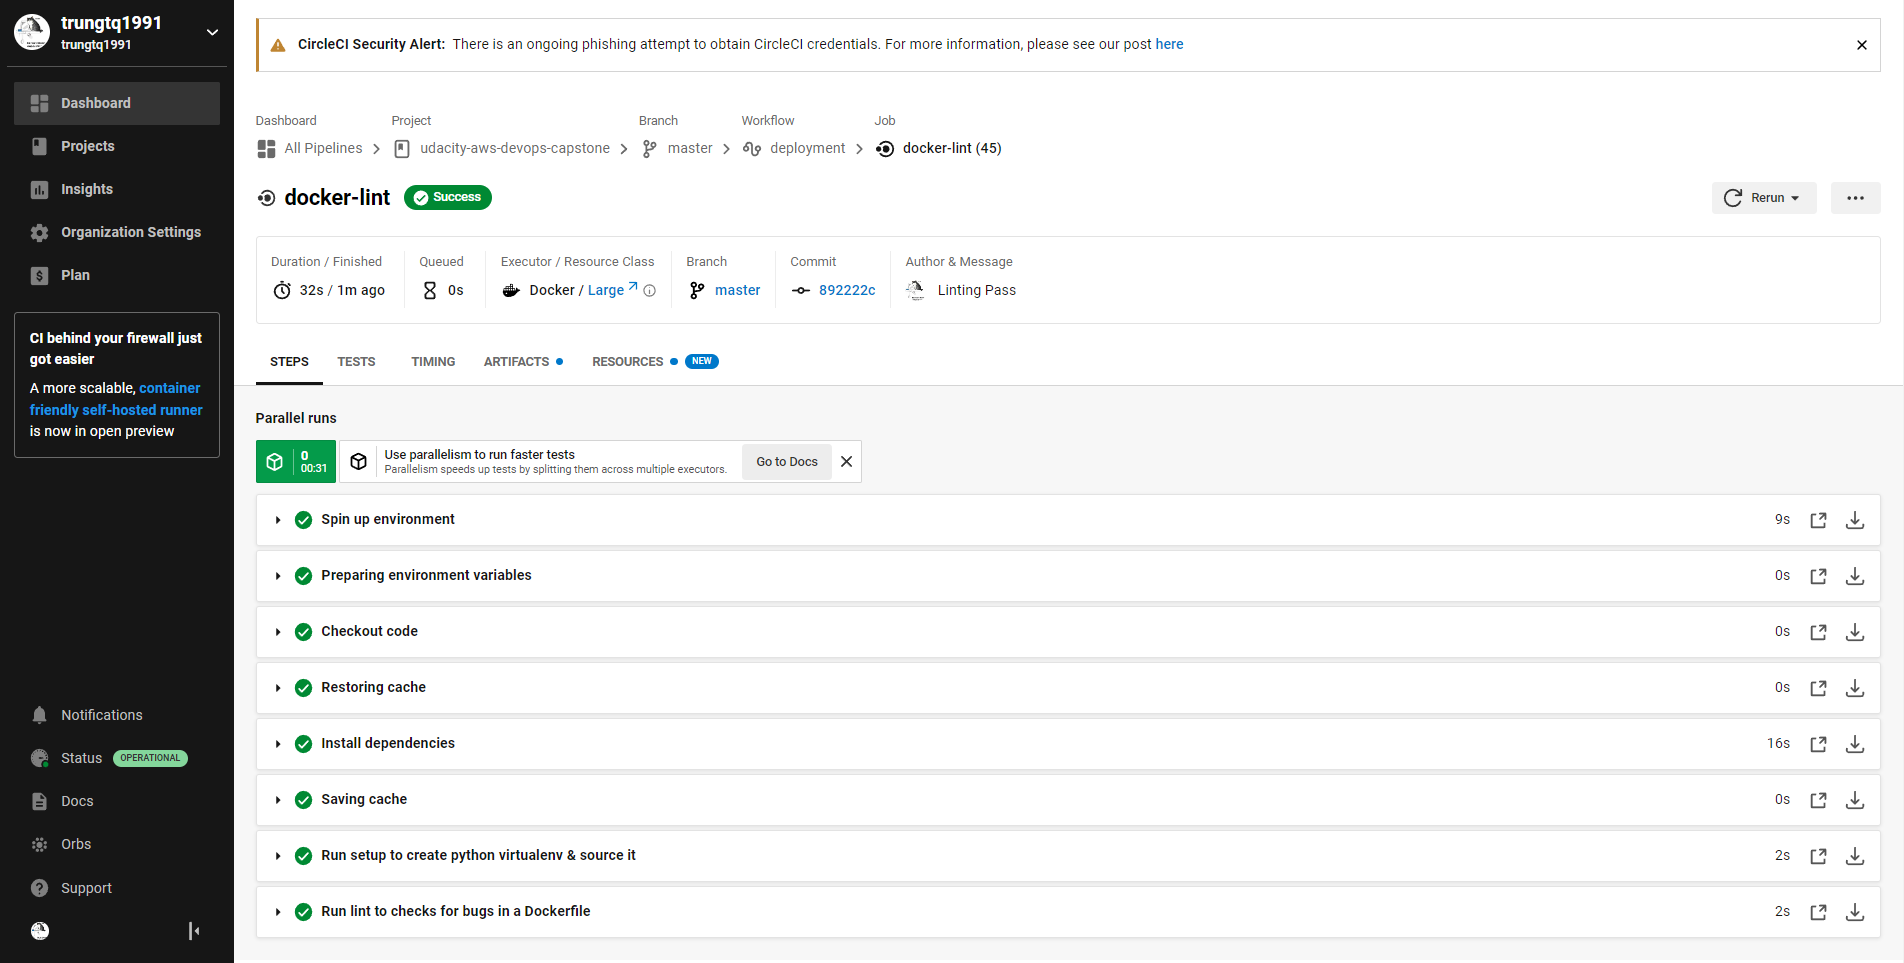 trungtq1991
trungtq1991
Dashboard
Projects
Insights
Organization Settings
Plan
CI behind your firewall just
got easier
A more scalable, container
friendly self-hosted runner
is now in open preview
Notifications
Status OPERATIONAL
Docs
Orbs
Support
CircleCI Security Alert: There is an ongoing phishing attempt to obtain CircleCI credentials. For more information, please see our post here
Dashboard Project Branch Workflow Job
All Pipelines udacity-aws-devops-capstone master deployment docker-lint (45)
docker-lint Success Rerun
Duration / Finished Queued Executor / Resource Class Branch Commit Author & Message
32s / 1m ago 0s Docker / Large master 892222c Linting Pass
STEPS TESTS TIMING ARTIFACTS RESOURCES NEW
Parallel runs
0
00:31
Use parallelism to run faster tests
Parallelism speeds up tests by splitting them across multiple executors.
Go to Docs
Spin up environment 9s
Preparing environment variables 0s
Checkout code 0s
Restoring cache 0s
Install dependencies 16s
Saving cache 0s
Run setup to create python virtualenv & source it 2s
Run lint to checks for bugs in a Dockerfile 2s